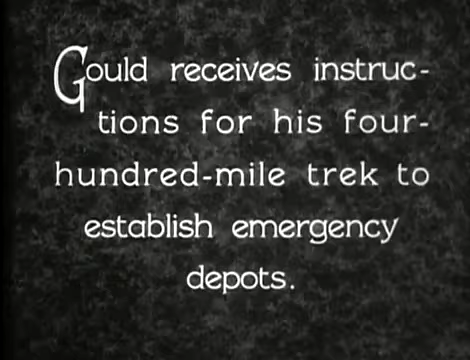 Gould receives instruc-
tions for his four-
hundred-mile trek to
establish emergency
depots.